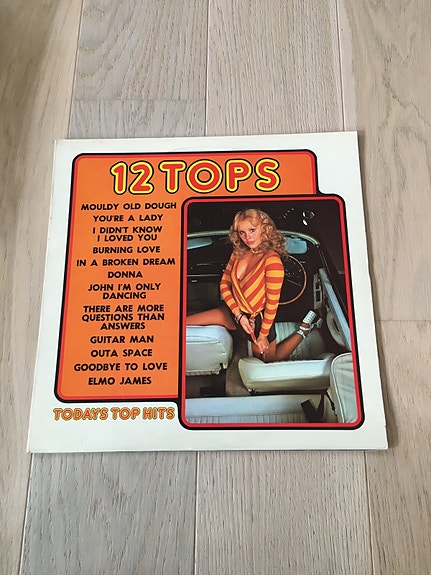 12 TOPS
MOULDY OLD DOUGH
YOU'RE A LADY
I DIDN'T KNOW
I LOVED YOU
BURNING LOVE
IN A BROKEN DREAM
DONNA
JOHN I'M ONLY
DANCING
THERE ARE MORE
QUESTIONS THAN
ANSWERS
GUITAR MAN
OUTA SPACE
GOODBYE TO LOVE
ELMO JAMES
TODAYS TOP HITS